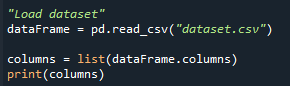 "Load dataset"
dataFrame = pd.read_csv("dataset.csv")
columns = list(dataFrame.columns)
print(columns)